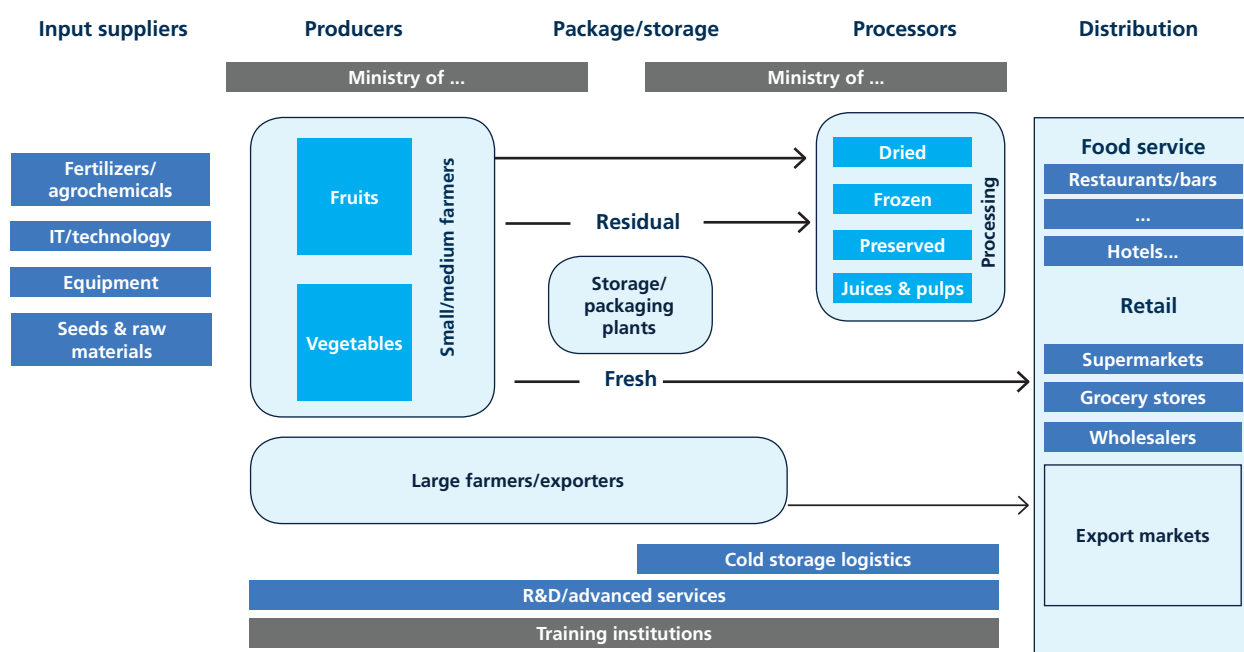 Input suppliers
Producers
Package/storage
Processors
Distribution
Ministry of ...
Ministry of ...
Fertilizers/
agrochemicals
IT/technology
Equipment
Seeds & raw
materials
Fruits
Vegetables
Small/medium farmers
Residual
Storage/
packaging
plants
Fresh
Dried
Frozen
Preserved
Juices & pulps
Processing
Food service
Restaurants/bars
...
Hotels...
Retail
Supermarkets
Grocery stores
Wholesalers
Export markets
Large farmers/exporters
Cold storage logistics
R&D/advanced services
Training institutions